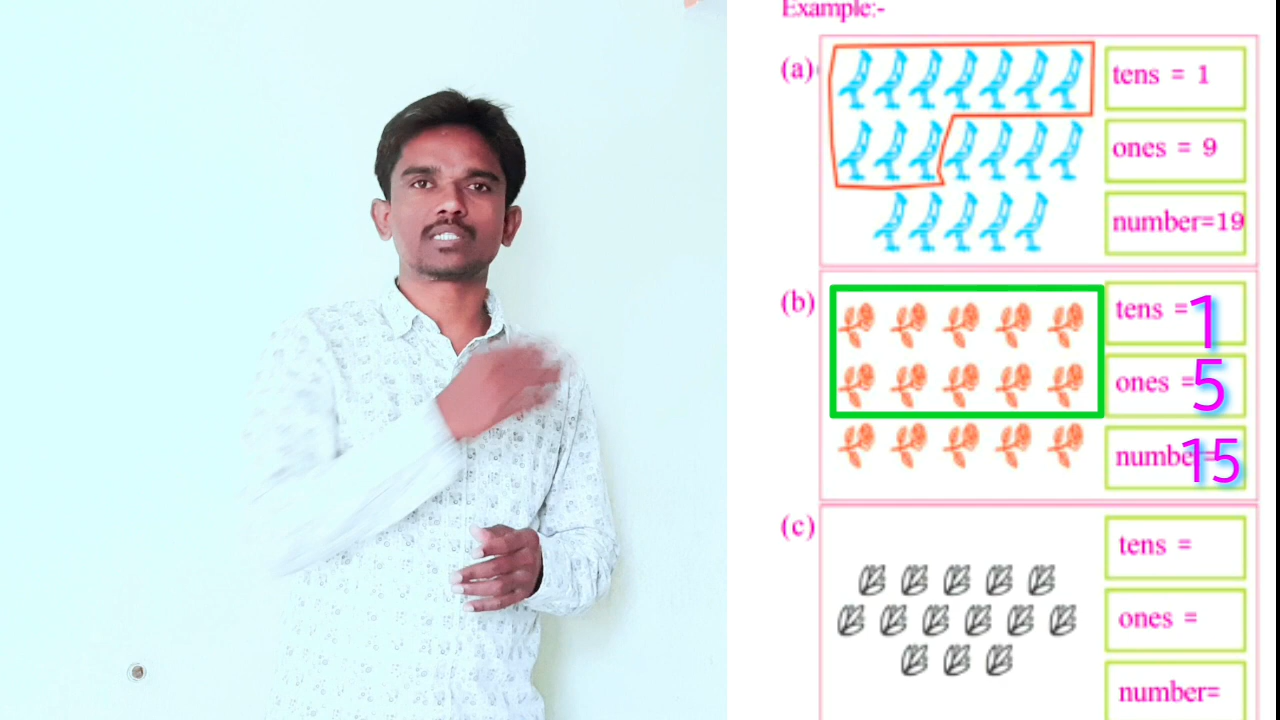 Example:-
(a)
tens = 1
ones = 9
number=19
(b)
tens =1
ones =5
number=15
(c)
tens =
ones =
number=